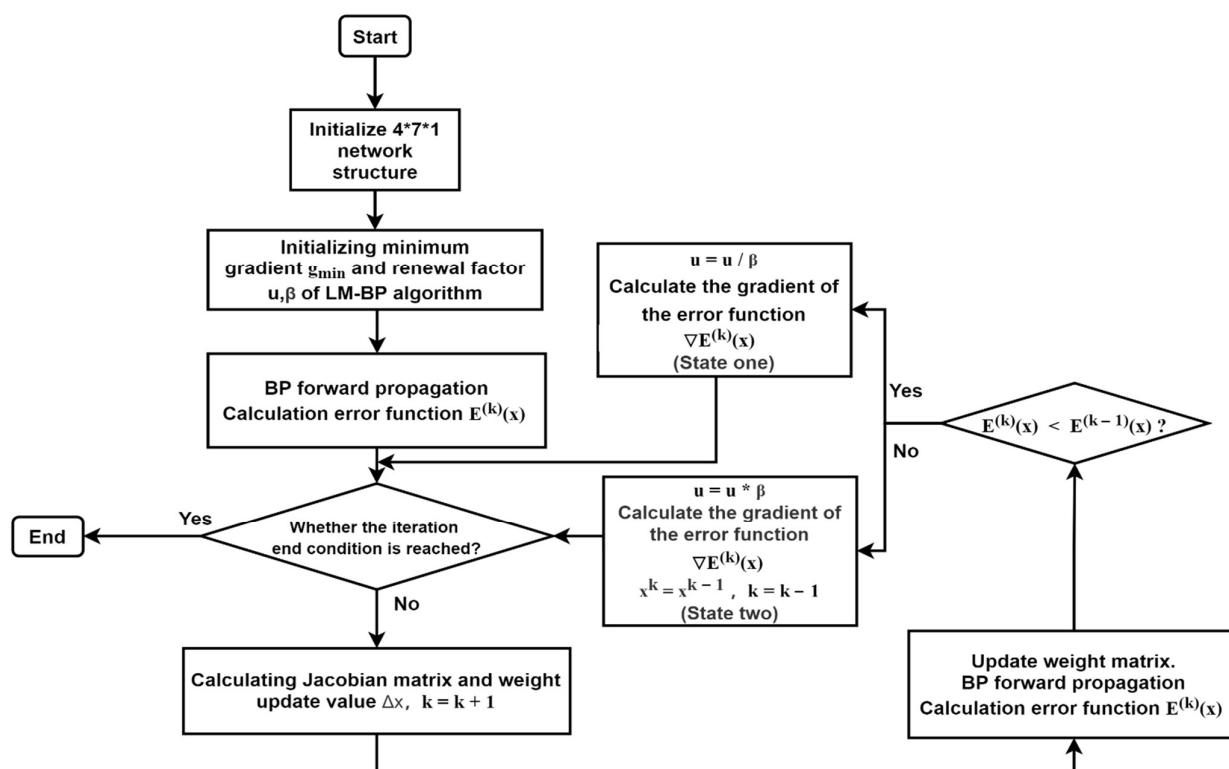 Start
Initialize 4*7*1
network
structure
Initializing minimum
gradient g_min and renewal factor
u,β of LM-BP algorithm
BP forward propagation
Calculation error function E^(k)(x)
Whether the iteration
end condition is reached?
Yes
End
No
Calculating Jacobian matrix and weight
update value Δx, k = k + 1
u = u / β
Calculate the gradient of
the error function
▽E^(k)(x)
(State one)
u = u * β
Calculate the gradient of
the error function
▽E^(k)(x)
x^k = x^k − 1 , k = k − 1
(State two)
Yes
No
E^(k)(x) < E^(k − 1)(x) ?
Update weight matrix.
BP forward propagation
Calculation error function E^(k)(x)